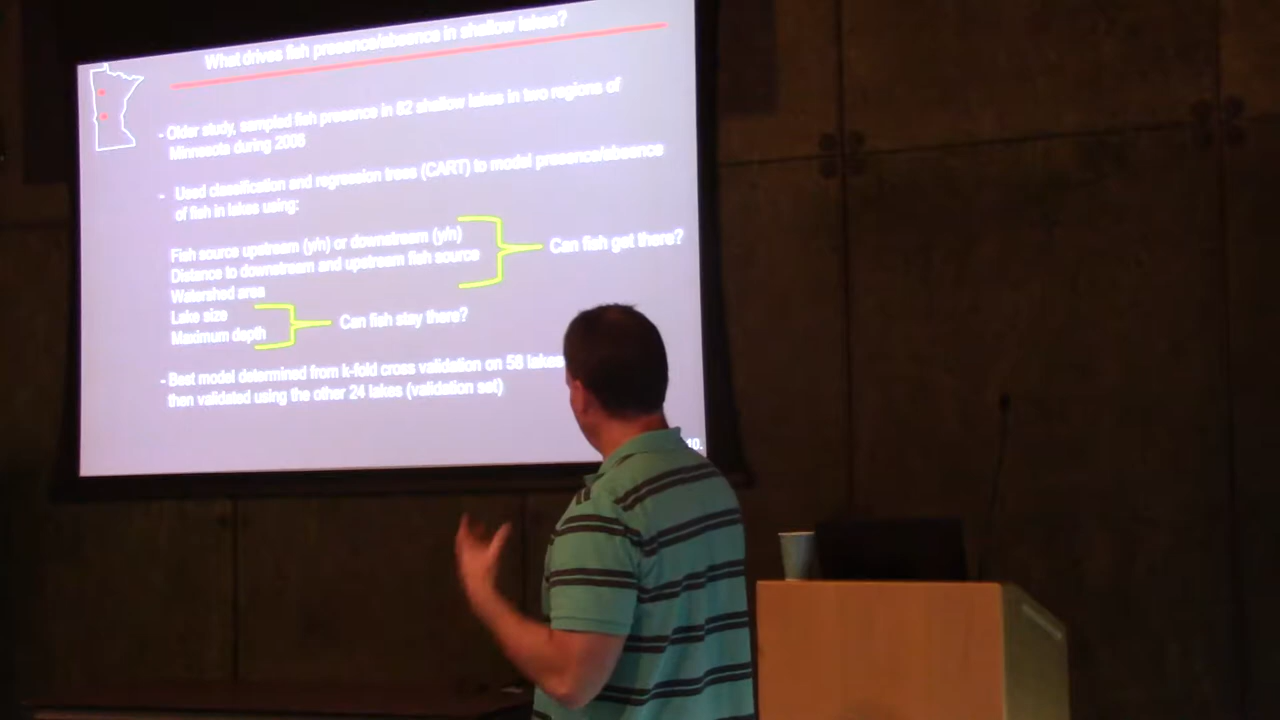 What drives fish presence/absence in shallow lakes?
- Older study, sampled fish presence in 82 shallow lakes in two regions of
Minnesota during 2006
- Used classification and regression trees (CART) to model presence/absence
of fish in lakes using:
Fish source upstream (y/n) or downstream (y/n)
Distance to downstream and upstream fish source
Can fish get there?
Watershed area
Lake size
Maximum depth
Can fish stay there?
- Best model determined from k-fold cross validation on 58 lakes
then validated using the other 24 lakes (validation set)
10.